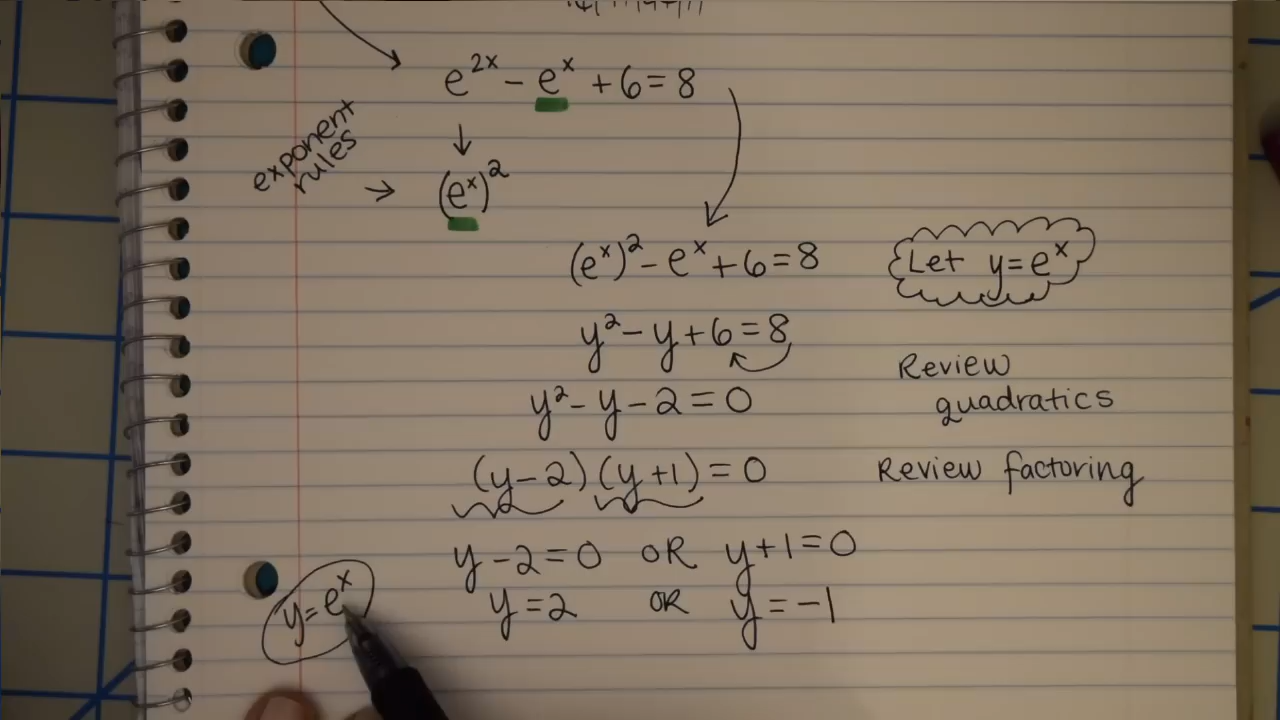 e^{2x} - e^x + 6 = 8
exponent
rules
→ (e^x)^2
(e^x)^2 - e^x + 6 = 8
Let y = e^x
y^2 - y + 6 = 8
Review
quadratics
y^2 - y - 2 = 0
(y - 2)(y + 1) = 0
Review factoring
y - 2 = 0 OR y + 1 = 0
y = e^x
y = 2 OR y = -1